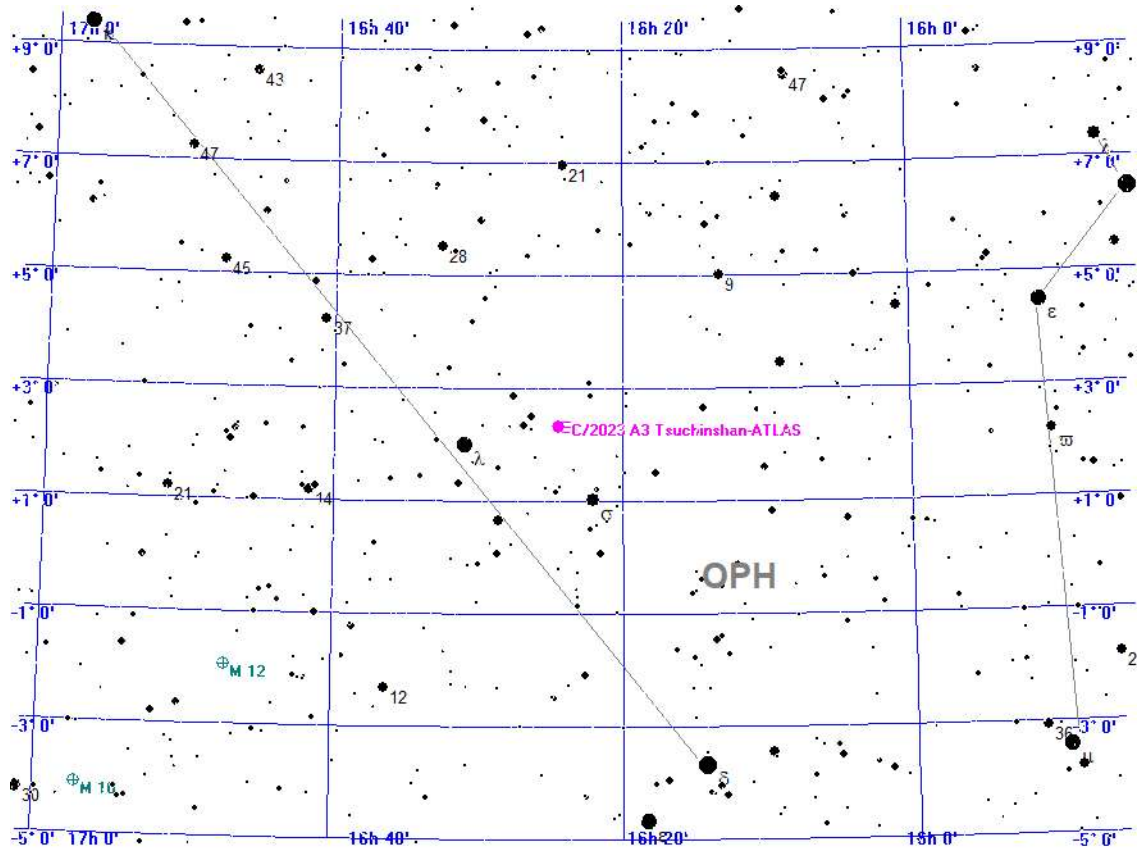 17h 0' 16h 40' 16h 20' 16h 0'
+9° 0' κ +9° 0'
43 47
47 λ
+7° 0' 21 +7° 0'
28
45
+5° 0' 9 +5° 0'
ε
37
+3° 0' +3° 0'
C/2023 A3 Tsuchinshan-ATLAS
λ
21 14
+1° 0' σ +1° 0'
OPH
-1° 0' -1° 0'
M 12 2
12
-3° 0' 36 -3° 0'
μ
M 10 δ
30
ε
-5° 0' 17h 0' 16h 40' 16h 20' 16h 0' -5° 0'